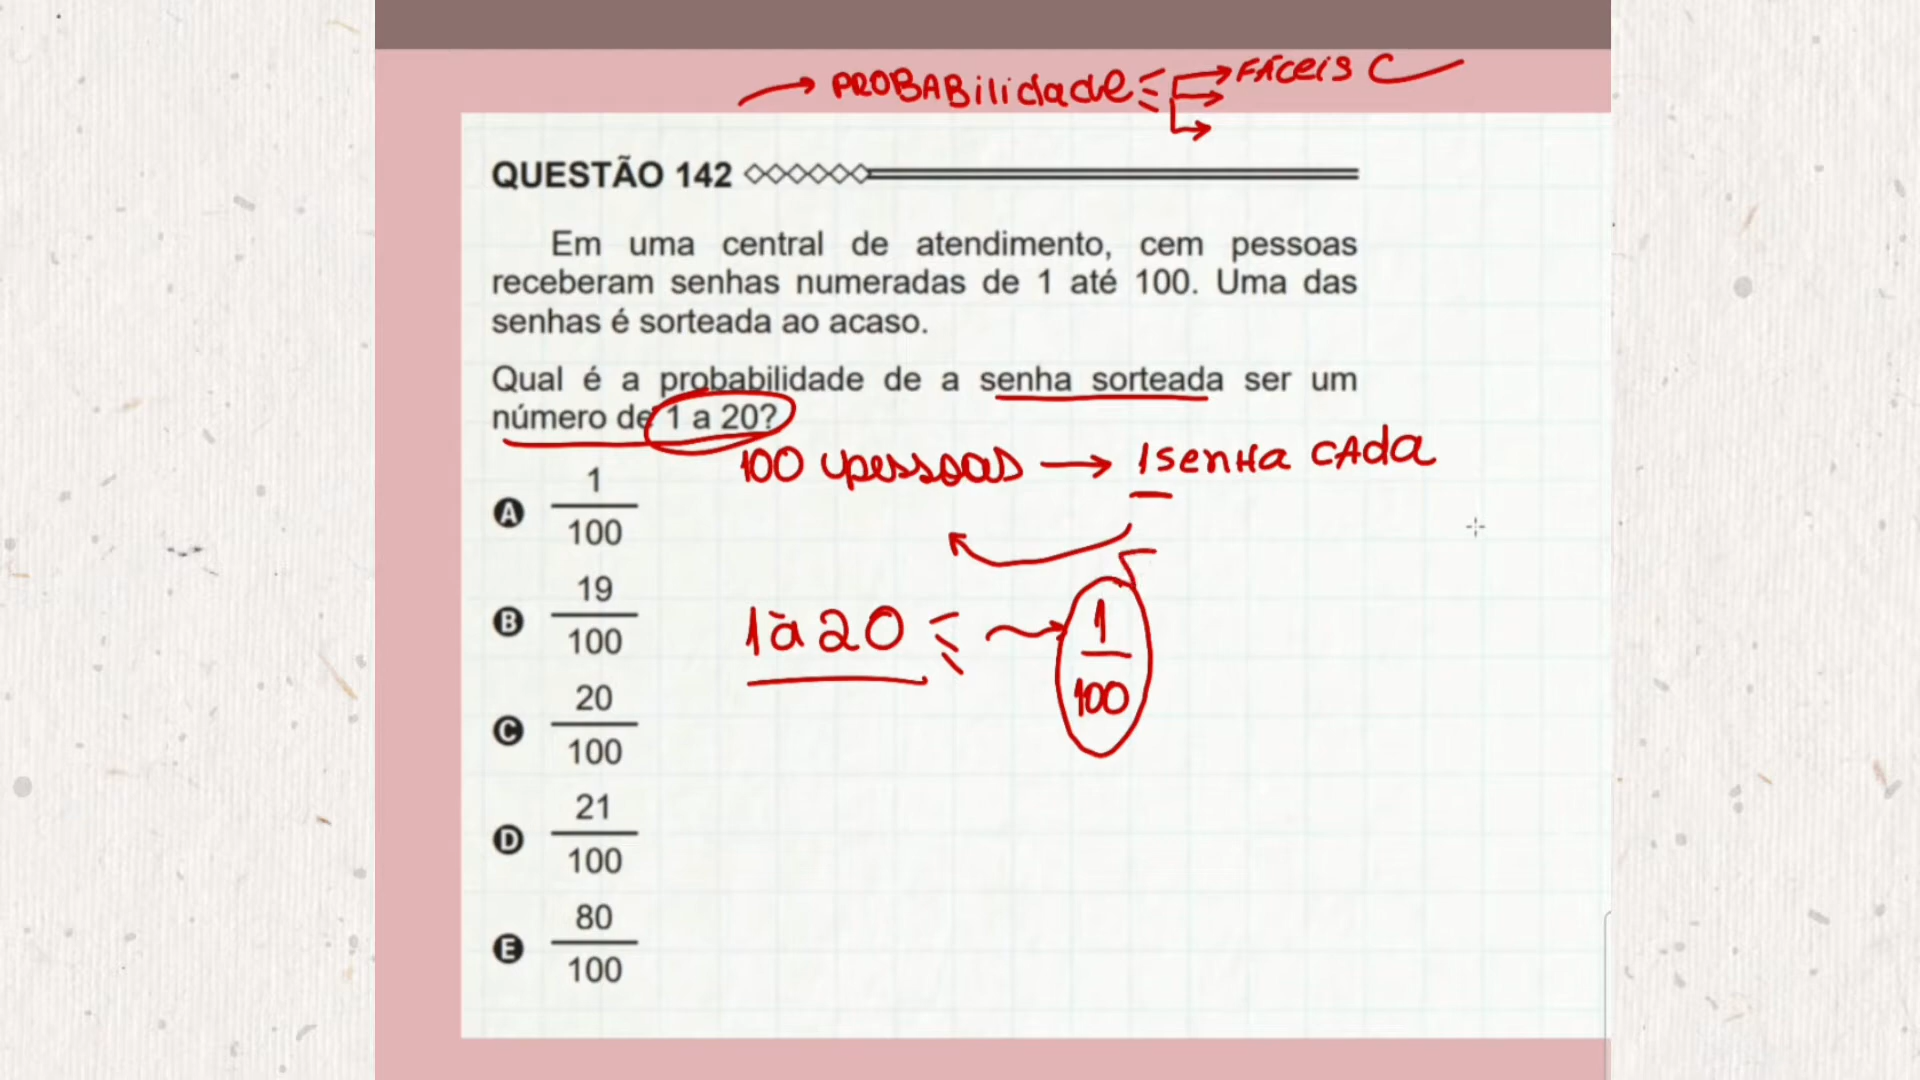 PROBABilidade FÁCEIS
QUESTÃO 142
Em uma central de atendimento, cem pessoas
receberam senhas numeradas de 1 até 100. Uma das
senhas é sorteada ao acaso.
Qual é a probabilidade de a senha sorteada ser um
número de 1 a 20?
100 pessoas → 1 senHa cAda
A 1/100
B 19/100
1 à 20 → 1/100
C 20/100
D 21/100
E 80/100